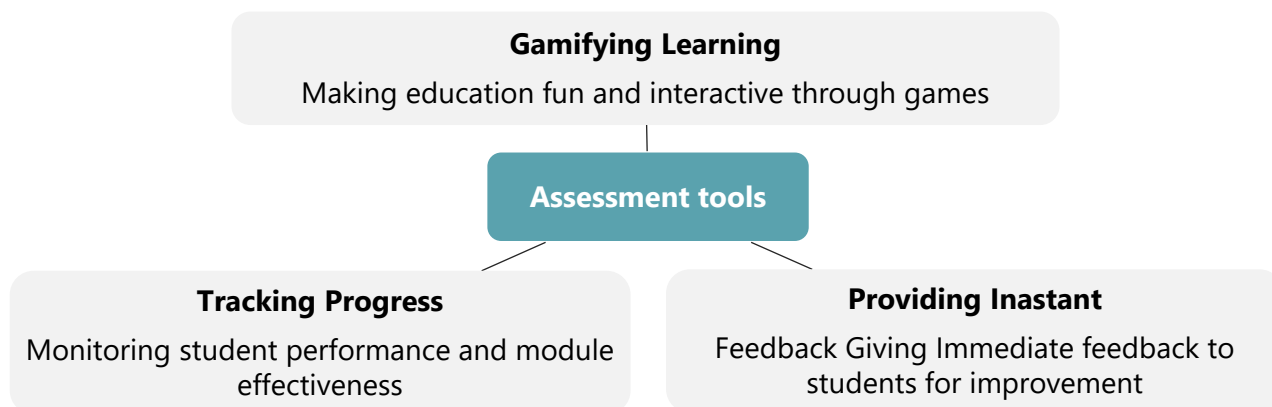 Gamifying Learning
Making education fun and interactive through games
Assessment tools
Tracking Progress
Monitoring student performance and module
effectiveness
Providing Inastant
Feedback Giving Immediate feedback to
students for improvement